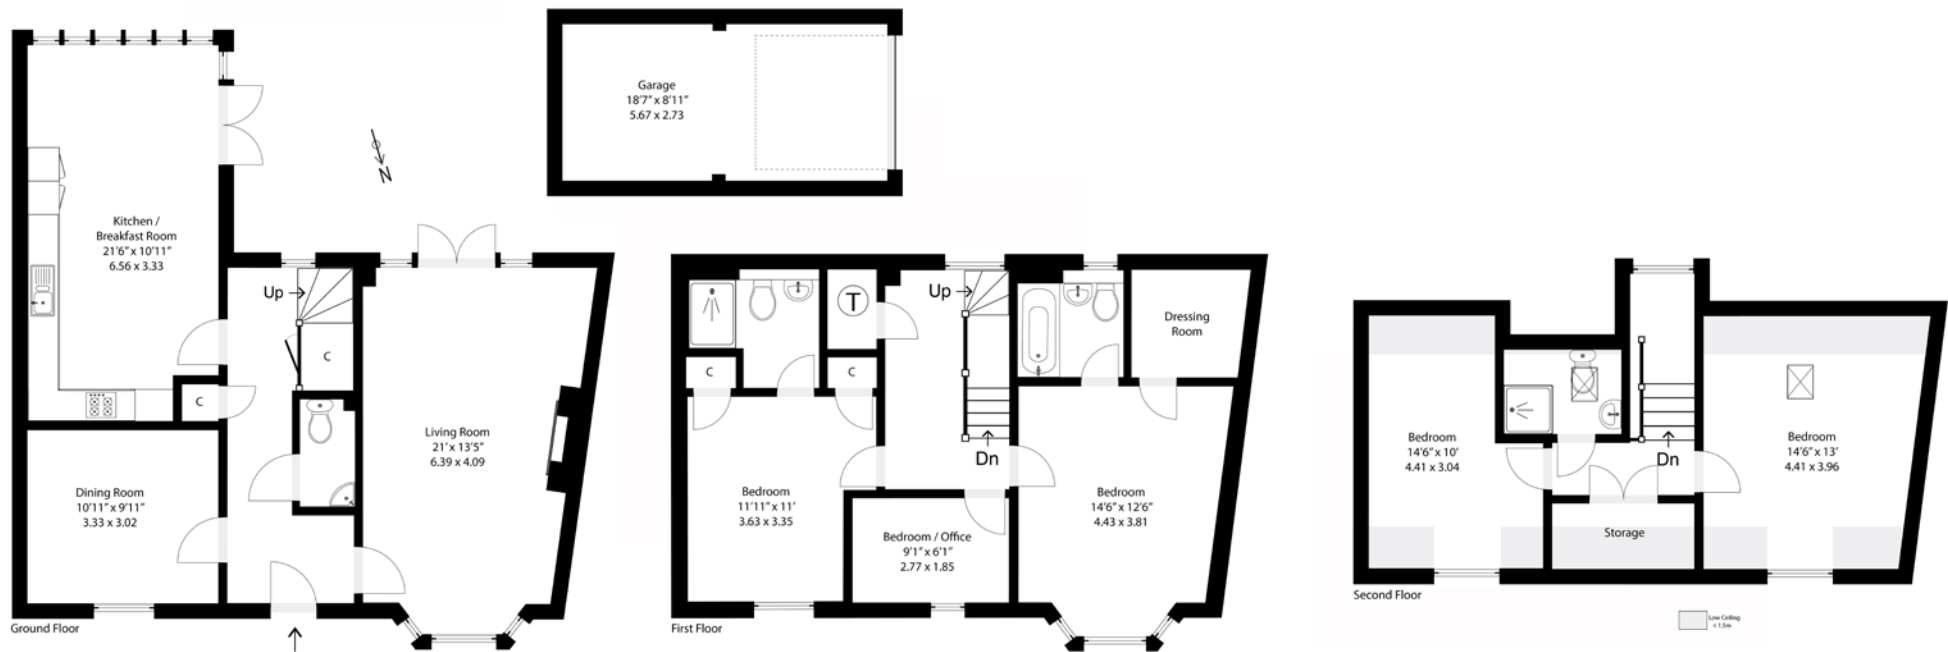 Garage
18'7" x 8'11"
5.67 x 2.73
N
Kitchen /
Breakfast Room
21'6" x 10'11"
6.56 x 3.33
Up
C
C
Living Room
21' x 13'5"
6.39 x 4.09
Dining Room
10'11" x 9'11"
3.33 x 3.02
Ground Floor
T
Up
Dressing
Room
C
C
Dn
Bedroom
11'11" x 11'
3.63 x 3.35
Bedroom / Office
9'1" x 6'1"
2.77 x 1.85
Bedroom
14'6" x 12'6"
4.43 x 3.81
First Floor
Bedroom
14'6" x 10'
4.41 x 3.04
Dn
Bedroom
14'6" x 13'
4.41 x 3.96
Storage
Second Floor
Low Ceiling
< 1.5m